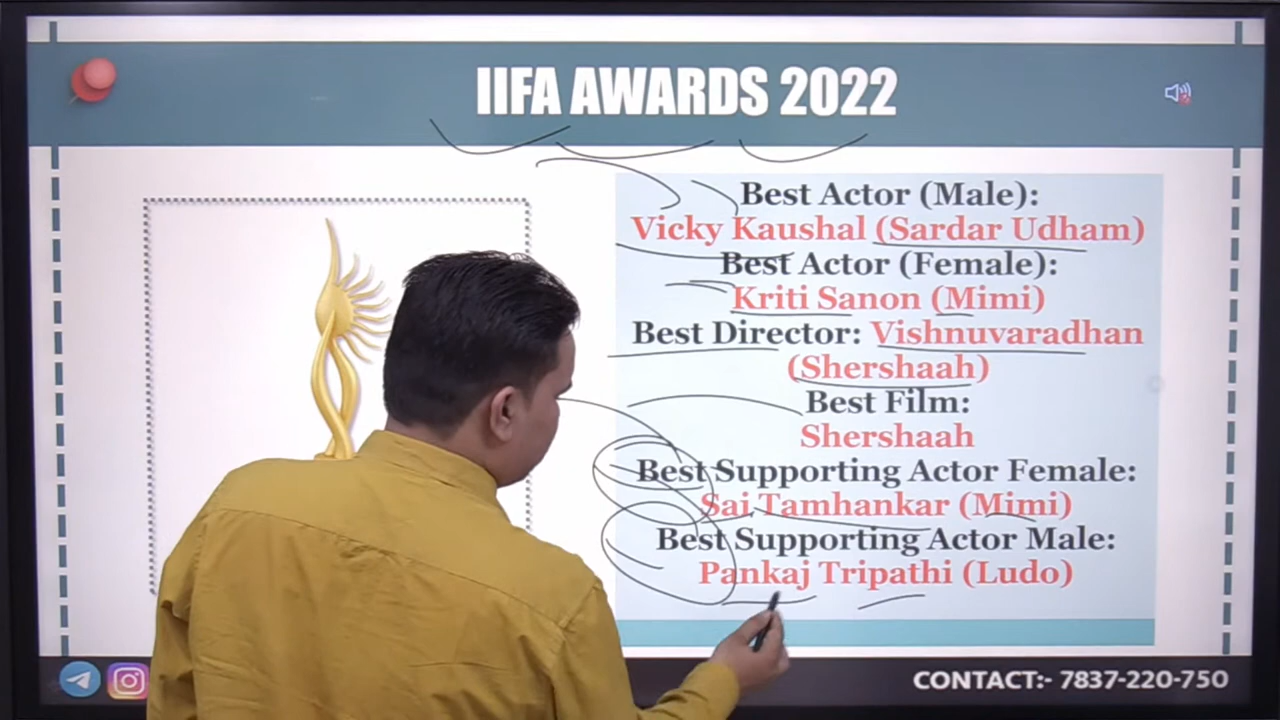 IIFA AWARDS 2022
Best Actor (Male):
Vicky Kaushal (Sardar Udham)
Best Actor (Female):
Kriti Sanon (Mimi)
Best Director: Vishnuvaradhan
(Shershaah)
Best Film:
Shershaah
Best Supporting Actor Female:
Sai Tamhankar (Mimi)
Best Supporting Actor Male:
Pankaj Tripathi (Ludo)
CONTACT:- 7837-220-750